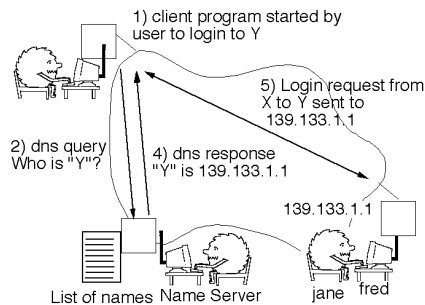 1) client program started by
user to login to Y
5) Login request from
X to Y sent to
139.133.1.1
2) dns query
Who is "Y"?
4) dns response
"Y" is 139.133.1.1
139.133.1.1
List of names
Name Server
jane
fred